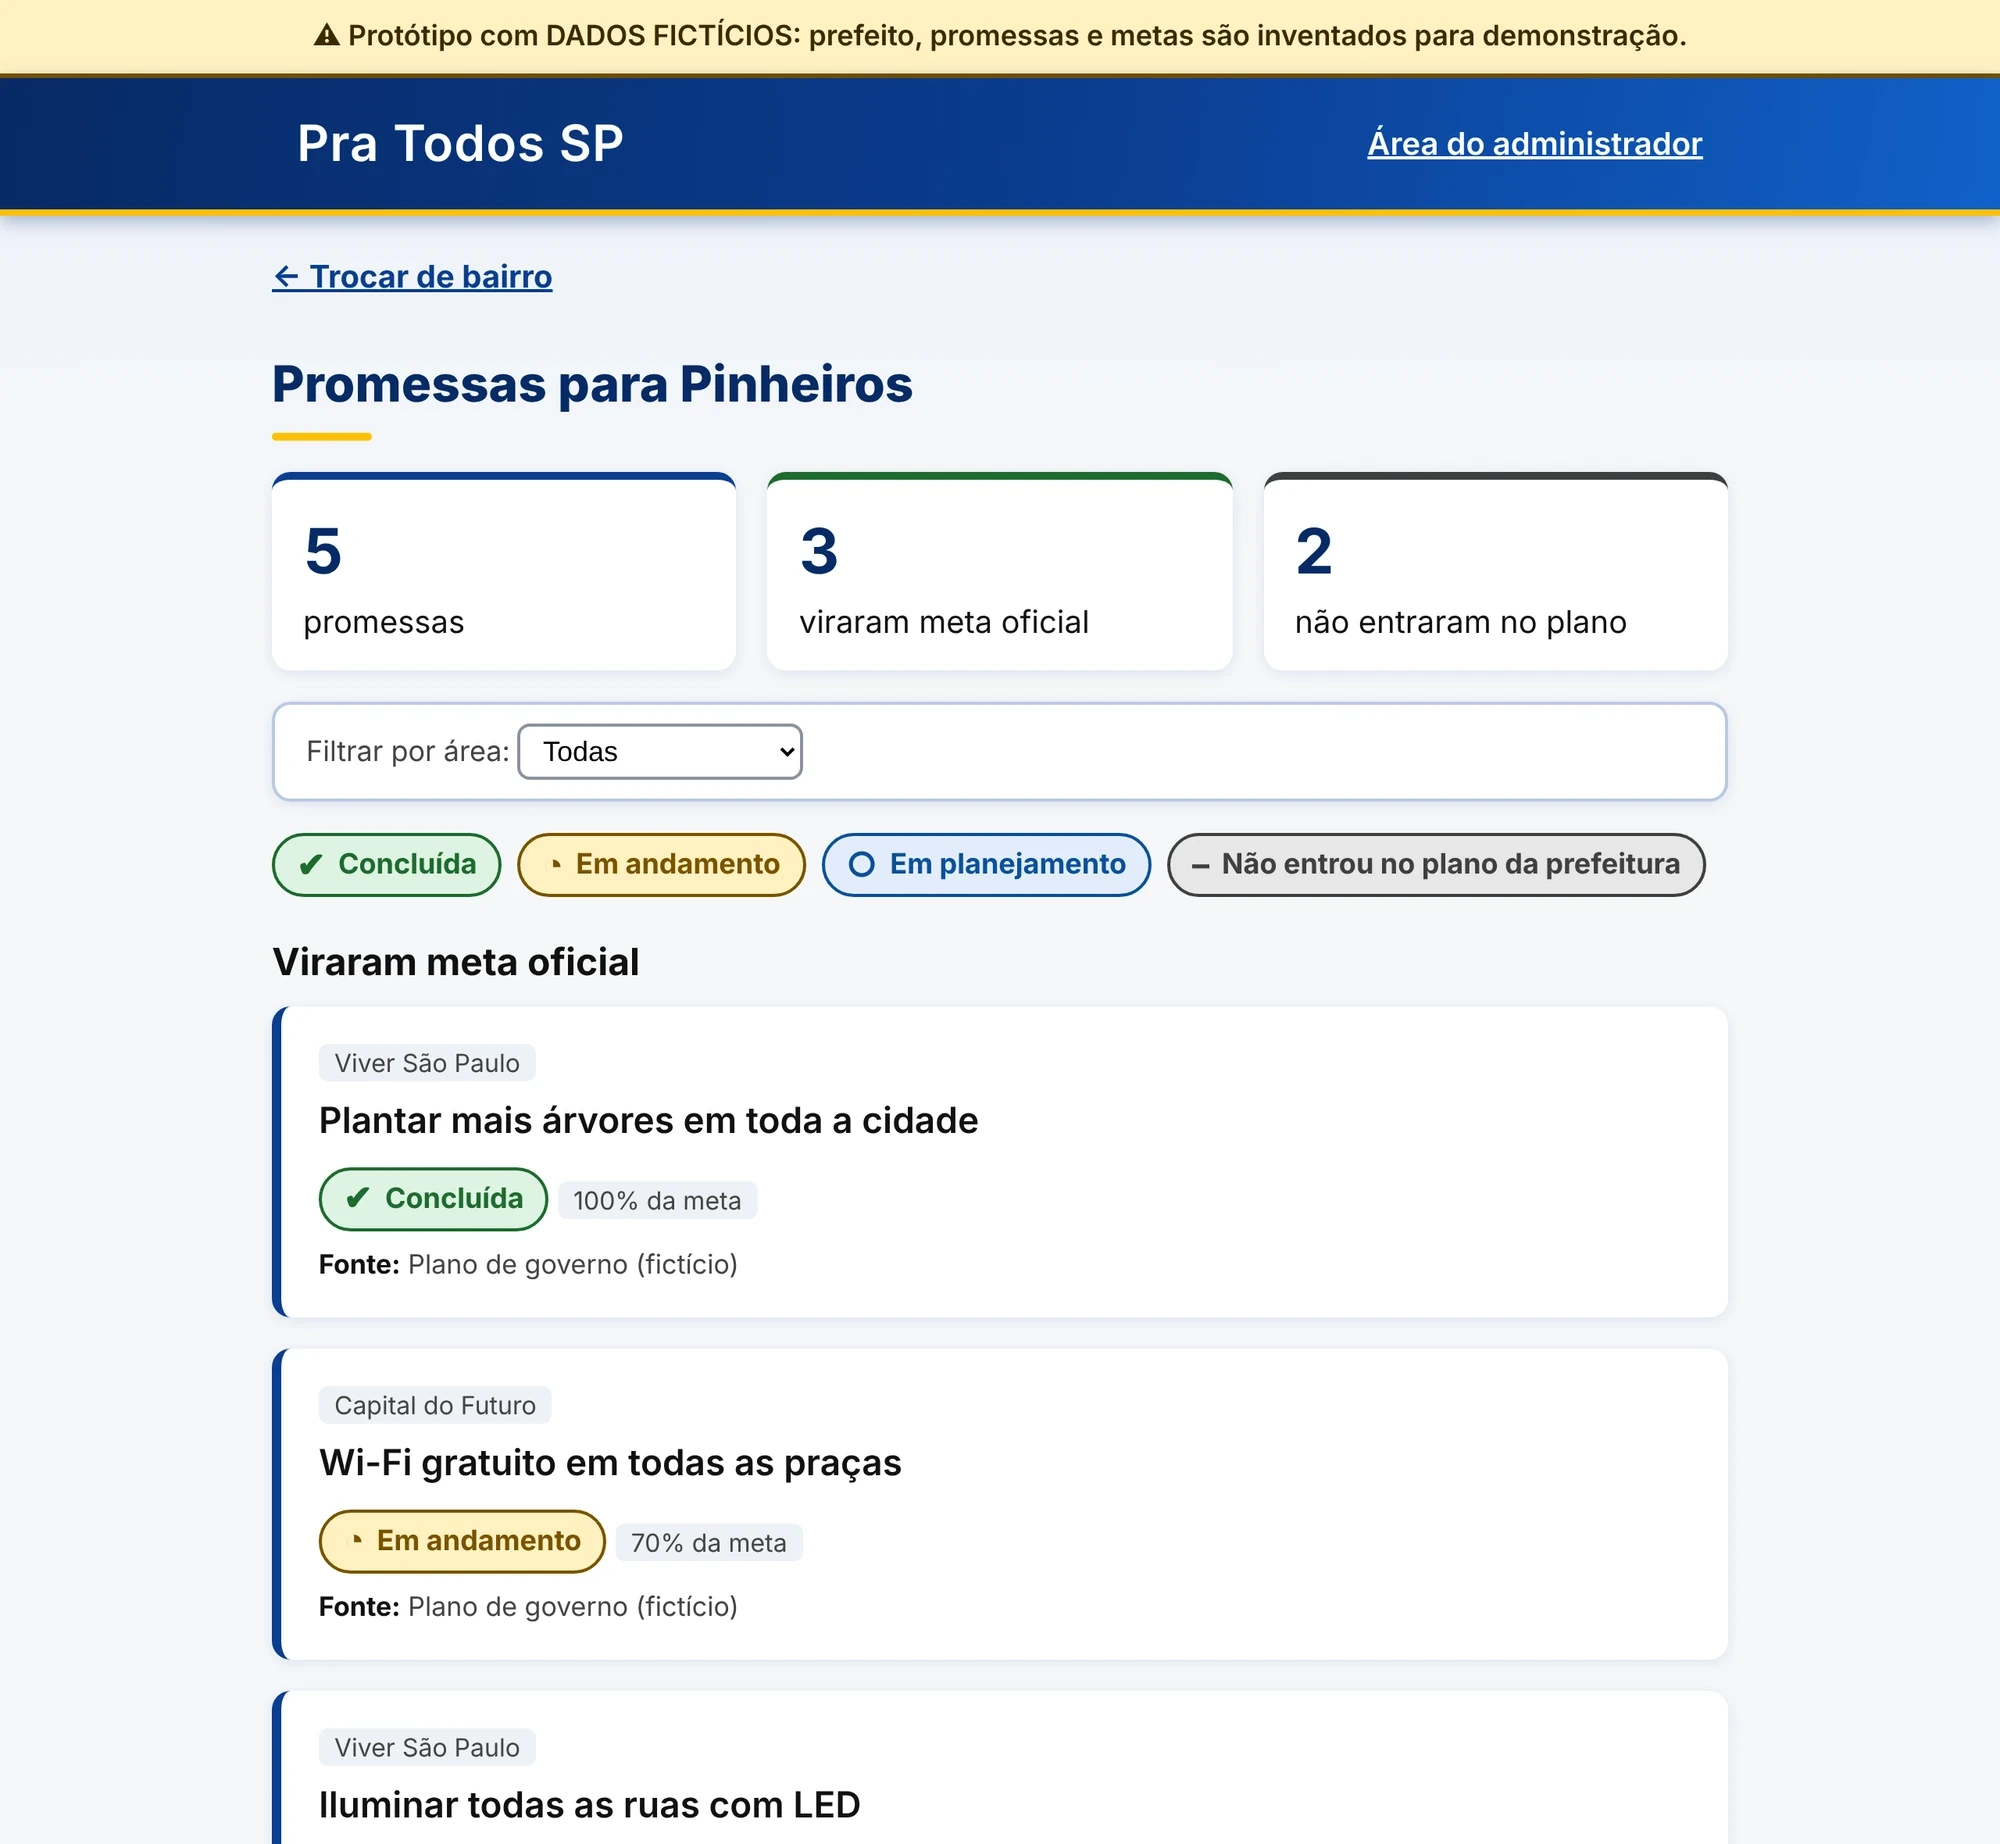 ⚠ Protótipo com DADOS FICTÍCIOS: prefeito, promessas e metas são inventados para demonstração.
Pra Todos SP
Área do administrador
← Trocar de bairro
Promessas para Pinheiros
5
promessas
3
viraram meta oficial
2
não entraram no plano
Filtrar por área: Todas
✔ Concluída
Em andamento
○ Em planejamento
– Não entrou no plano da prefeitura
Viraram meta oficial
Viver São Paulo
Plantar mais árvores em toda a cidade
✔ Concluída 100% da meta
Fonte: Plano de governo (fictício)
Capital do Futuro
Wi-Fi gratuito em todas as praças
Em andamento 70% da meta
Fonte: Plano de governo (fictício)
Viver São Paulo
Iluminar todas as ruas com LED